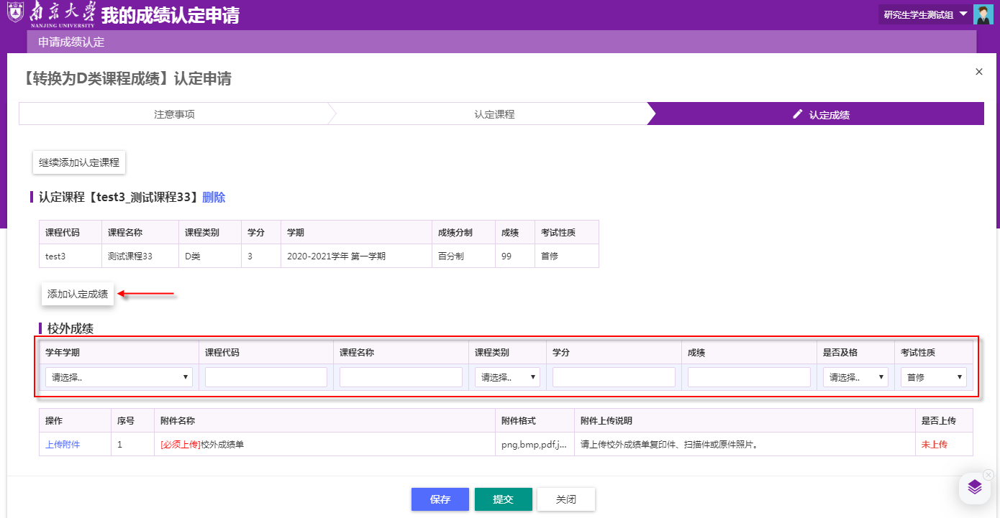 南京大学 我的成绩认定申请 研究生学生测试组
NANJING UNIVERSITY
申请成绩认定
【转换为D类课程成绩】认定申请
注意事项 认定课程 认定成绩
继续添加认定课程
认定课程【test3_测试课程33】删除
课程代码 课程名称 课程类别 学分 学期 成绩分制 成绩 考试性质
test3 测试课程33 D类 3 2020-2021学年 第一学期 百分制 99 首修
添加认定成绩
校外成绩
学年学期 课程代码 课程名称 课程类别 学分 成绩 是否及格 考试性质
请选择.. 请选择.. 请选择.. 首修
操作 序号 附件名称 附件格式 附件上传说明 是否上传
上传附件 1 [必须上传]校外成绩单 png,bmp,pdf,j... 请上传校外成绩单复印件、扫描件或原件照片。 未上传
保存 提交 关闭